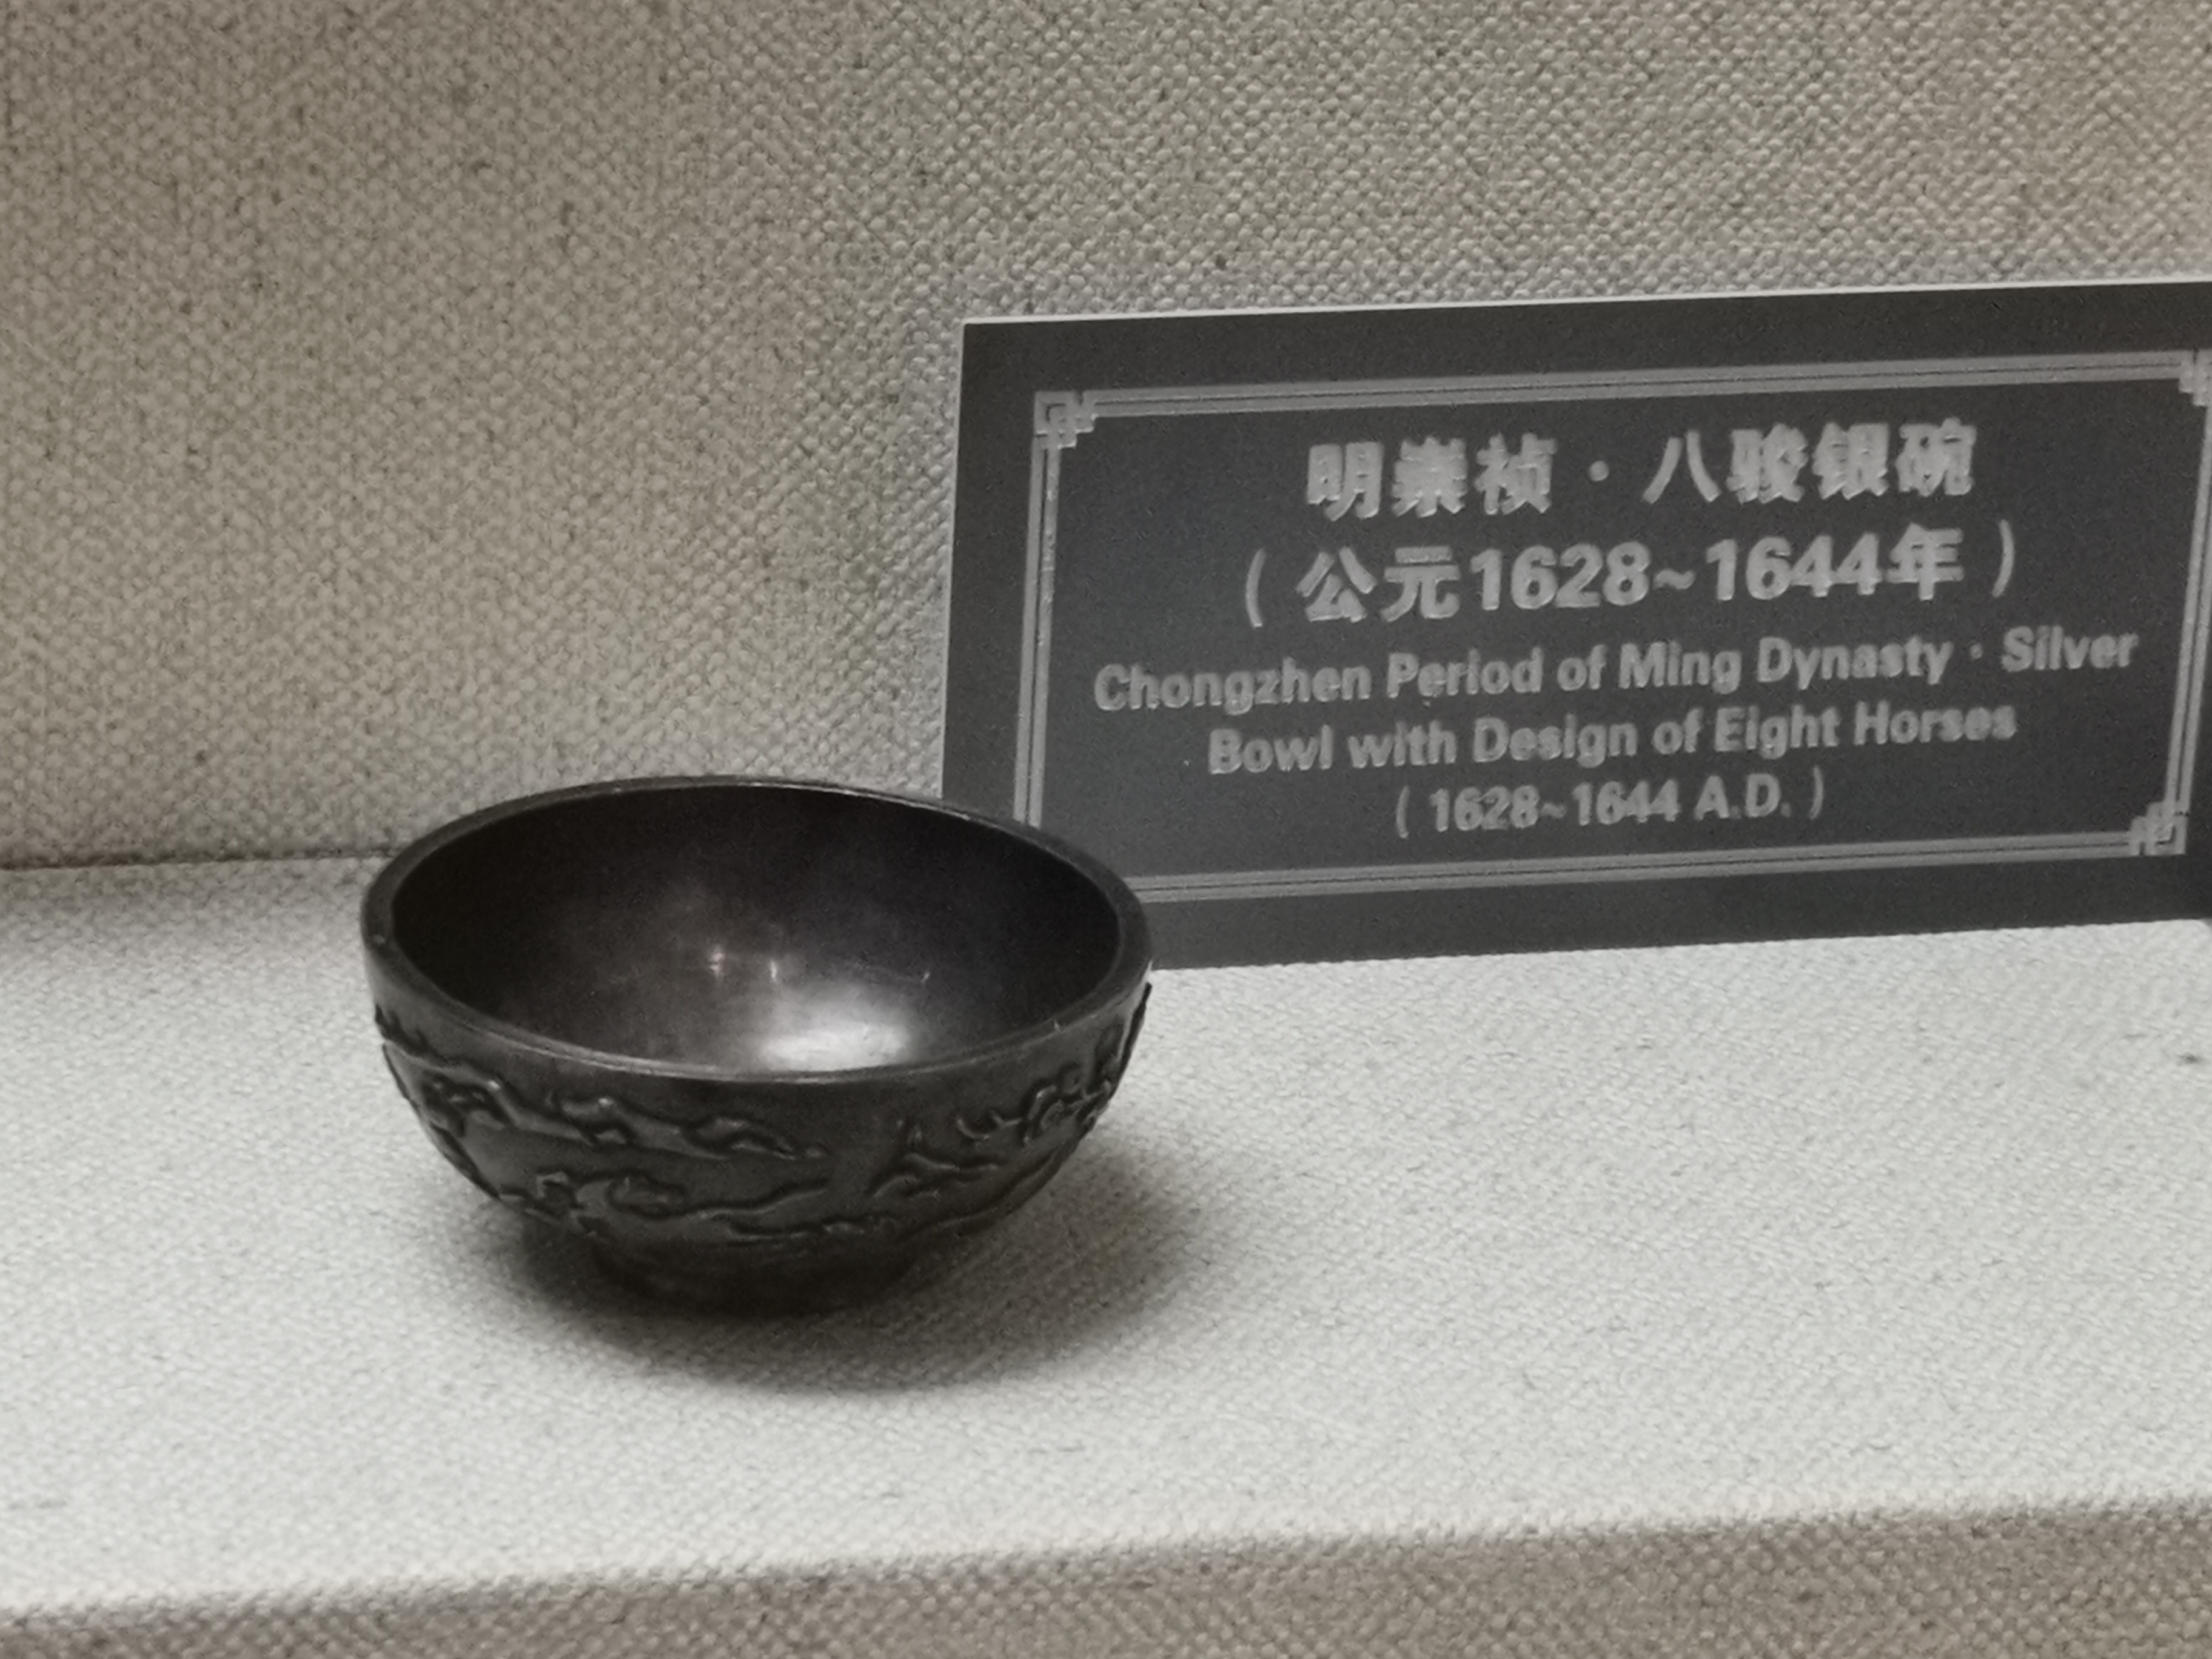 明崇祯·八骏银碗
（公元1628~1644年）
Chongzhen Period of Ming Dynasty · Silver
Bowl with Design of Eight Horses
（1628~1644 A.D.）